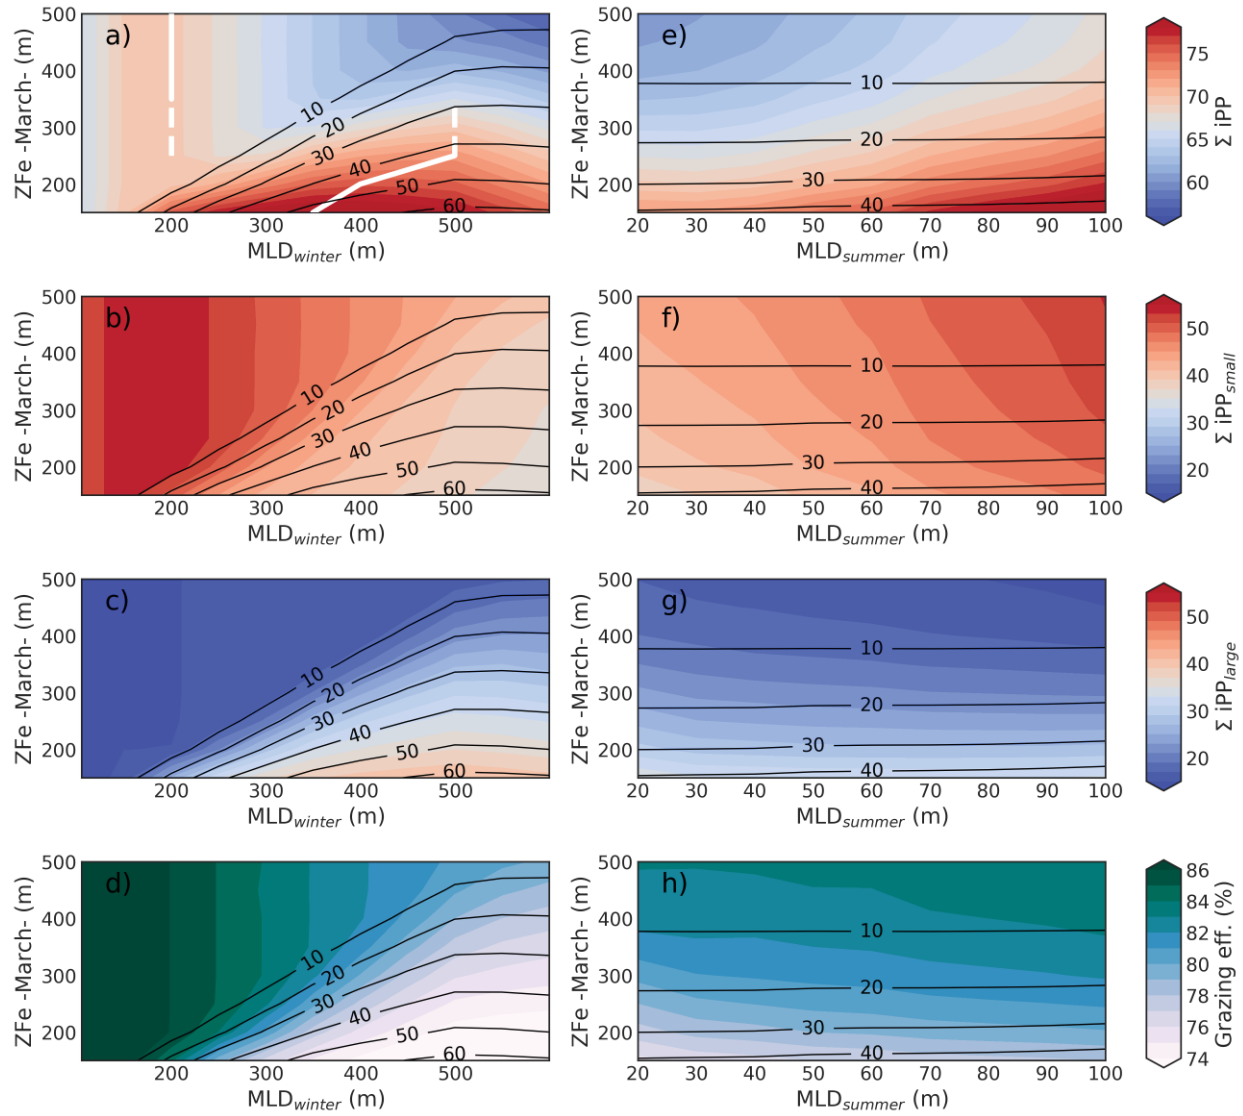 a)
ZFe -March- (m)
500
400
300
200
10
20
30
40
50
60
200 300 400 500
MLDwinter (m)
e)
ZFe -March- (m)
500
400
300
200
10
20
30
40
20 30 40 50 60 70 80 90 100
MLDsummer (m)
75
70
65
60
Σ iPP
b)
ZFe -March- (m)
500
400
300
200
10
20
30
40
50
60
200 300 400 500
MLDwinter (m)
f)
ZFe -March- (m)
500
400
300
200
10
20
30
40
20 30 40 50 60 70 80 90 100
MLDsummer (m)
50
40
30
20
Σ iPPsmall
c)
ZFe -March- (m)
500
400
300
200
10
20
30
40
50
60
200 300 400 500
MLDwinter (m)
g)
ZFe -March- (m)
500
400
300
200
10
20
30
40
20 30 40 50 60 70 80 90 100
MLDsummer (m)
50
40
30
20
Σ iPPlarge
d)
ZFe -March- (m)
500
400
300
200
10
20
30
40
50
60
200 300 400 500
MLDwinter (m)
h)
ZFe -March- (m)
500
400
300
200
10
20
30
40
20 30 40 50 60 70 80 90 100
MLDsummer (m)
86
84
82
80
78
76
74
Grazing eff. (%)